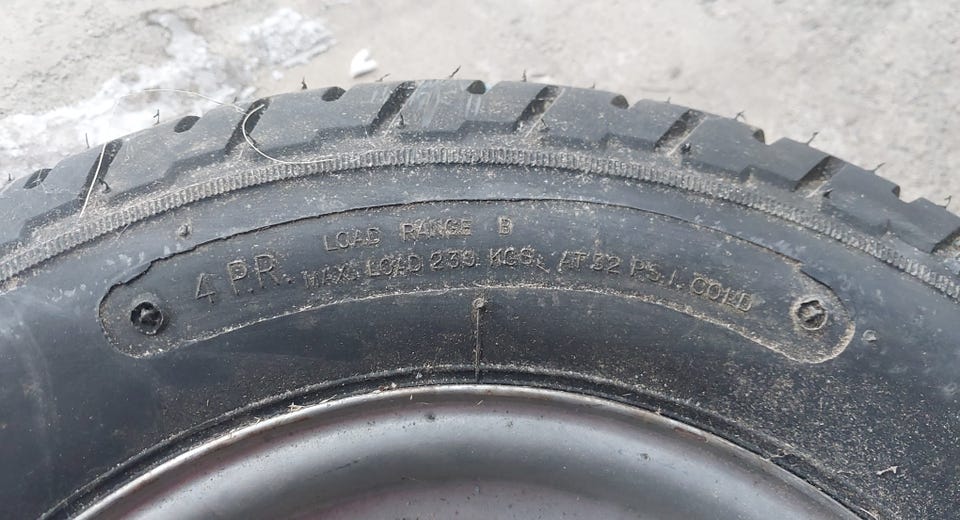 LOAD RANGE B
4 P.R. MAX. LOAD 230 KGS. AT 32 P.S.I. COLD